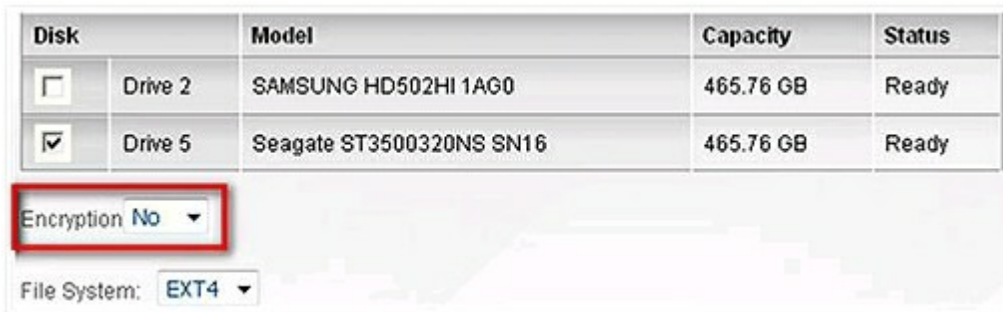 Disk Model Capacity Status
Drive 2 SAMSUNG HD502HI 1AG0 465.76 GB Ready
Drive 5 Seagate ST3500320NS SN16 465.76 GB Ready
Encryption No
File System: EXT4